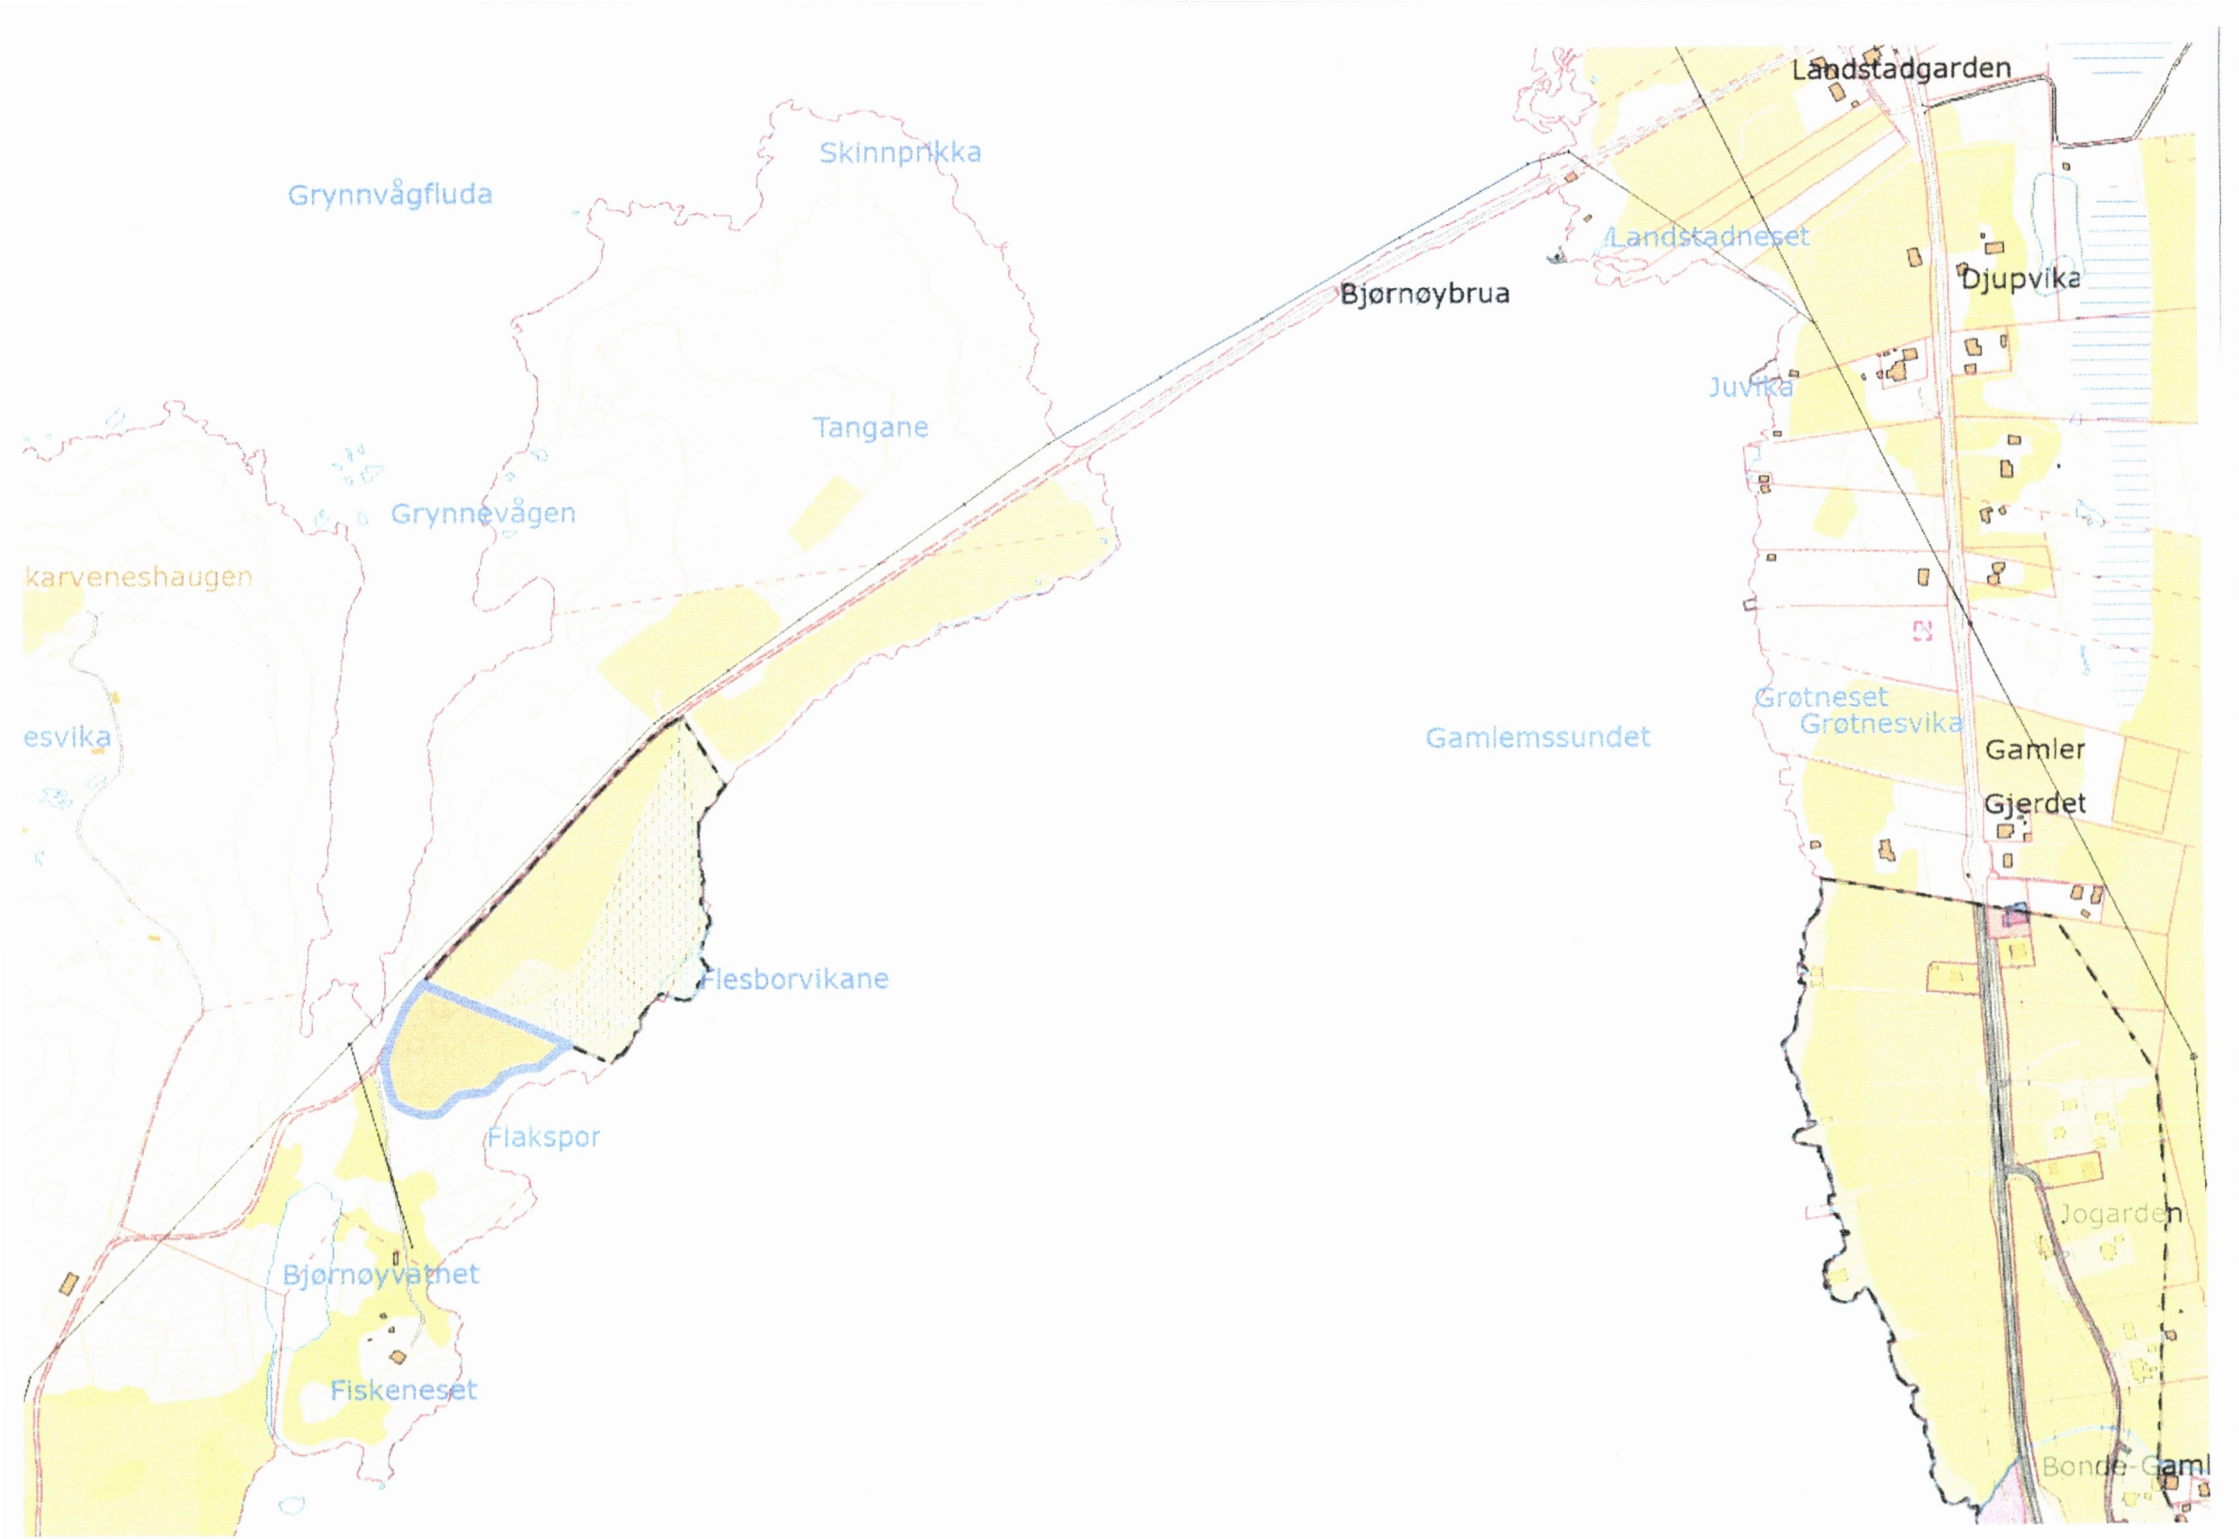 Landstadgarden
Skinnprikka
Grynnvågfluda
Landstadneset
Djupvika
Bjørnøybrua
Juvika
Tangane
Grynnevågen
karveneshaugen
Grøtneset
Grøtnesvika
esvika
Gamlemssundet
Gamler
Gjerdet
Flesborvikane
Flakspor
Jogarden
Bjørnøyvatnet
Fiskeneset
Bonde-Gaml